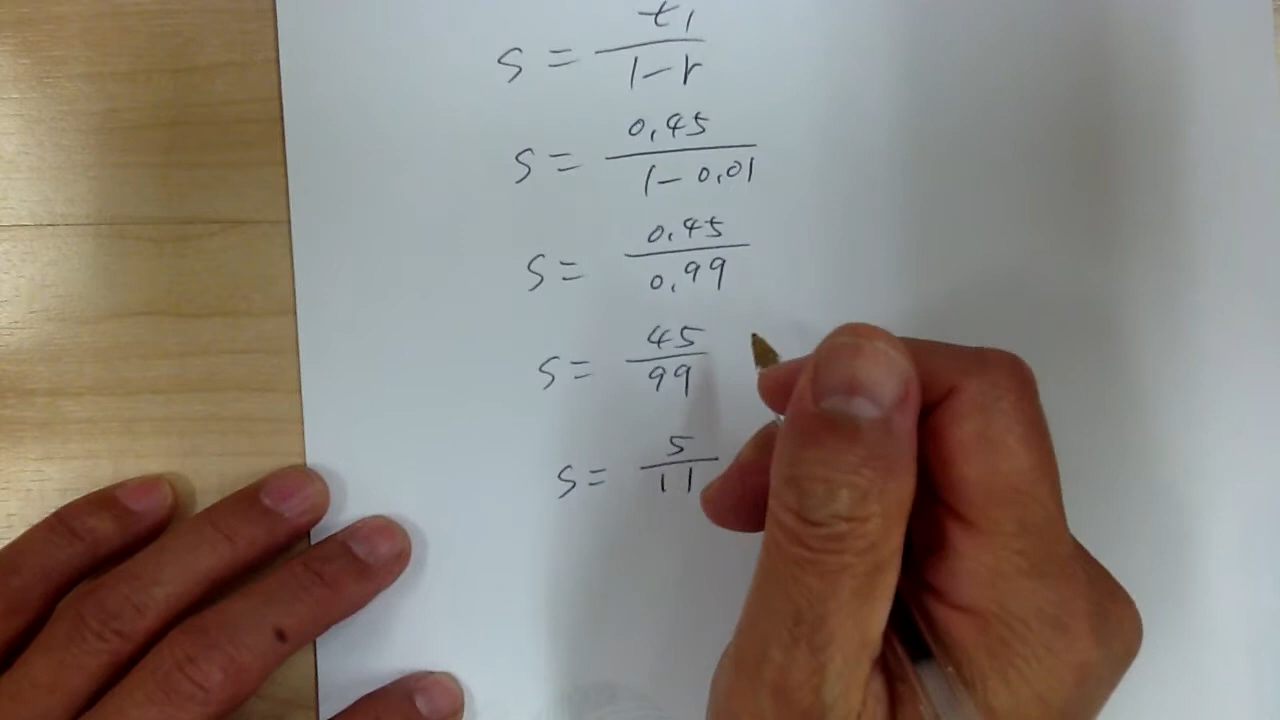 s = t₁/(1-r)
s = 0.45/(1-0.01)
s = 0.45/0.99
s = 45/99
s = 5/11